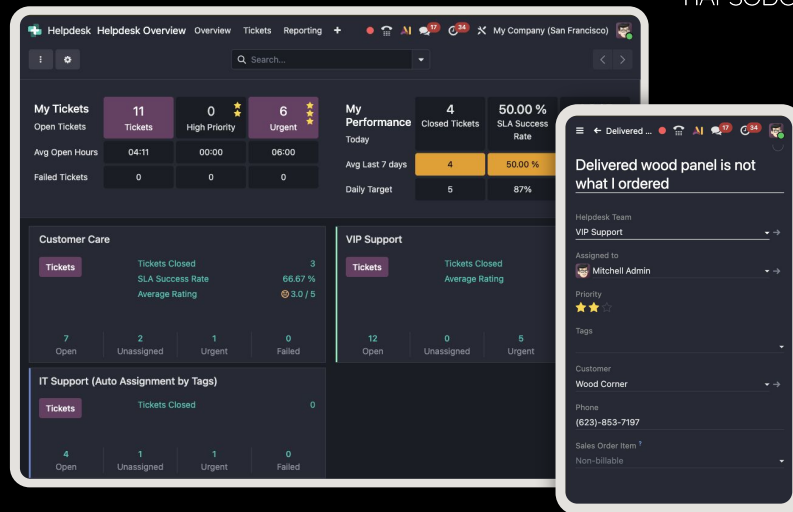 Helpdesk Helpdesk Overview Overview Tickets Reporting + 17 34 My Company (San Francisco)
Search...
My Tickets
Open Tickets
11
Tickets
0
High Priority
6
Urgent
Avg Open Hours 04:11 00:00 06:00
Failed Tickets 0 0 0
My Performance
Today
4
Closed Tickets
50.00 %
SLA Success Rate
Avg Last 7 days 4 50.00 %
Daily Target 5 87%
Customer Care
Tickets
Tickets Closed 3
SLA Success Rate 66.67 %
Average Rating 3.0 / 5
7 2 1 0
Open Unassigned Urgent Failed
VIP Support
Tickets
Tickets Closed
Average Rating
12 0 5
Open Unassigned Urgent
IT Support (Auto Assignment by Tags)
Tickets
Tickets Closed 0
4 1 1 0
Open Unassigned Urgent Failed
Delivered ... 17 34
Delivered wood panel is not
what I ordered
Helpdesk Team
VIP Support
Assigned to
Mitchell Admin
Priority
Tags
Customer
Wood Corner
Phone
(623)-853-7197
Sales Order Item ?
Non-billable